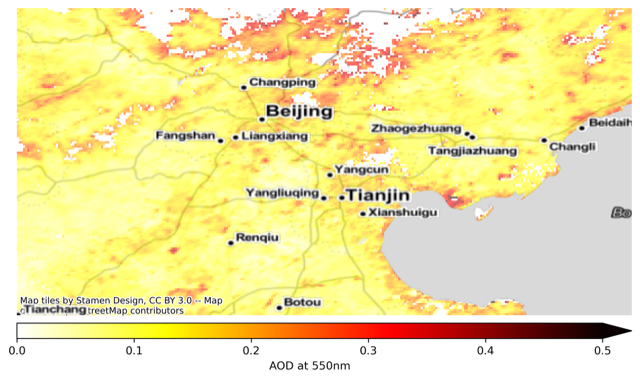 Changping
Beijing
Beidaih
Zhaogezhuang
Fangshan
Liangxiang
Tangjiazhuang
Changli
Yangcun
Yangliuqing
Tianjin
Xianshuigu
Bo
Renqiu
Map tiles by Stamen Design, CC BY 3.0 -- Map
Botou
Tianchang
treetMap contributors
0.0 0.1 0.2 0.3 0.4 0.5
AOD at 550nm